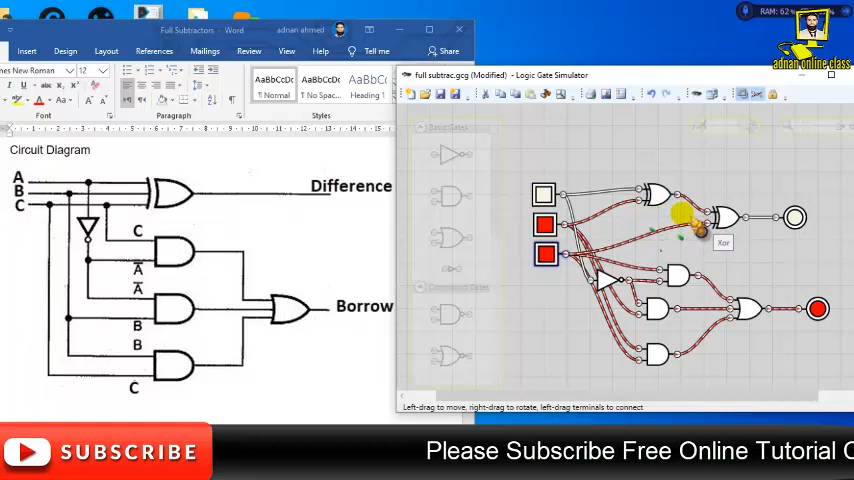 Full Subtractors - Word
adnan ahmed
RAM: 62
adnan online class
Insert Design Layout References Mailings Review View Help Tell me Share
nes New Roman 12
AaBbCcDc AaBbCcDc AaBbC
¶ Normal ¶ No Spac... Heading 1
Paragraph
full subtrac.gcg (Modified) - Logic Gate Simulator
Basic Gates
Compound Gates
Xor
Left-drag to move, right-drag to rotate, left-drag terminals to connect
Circuit Diagram
A
B
C
Difference
C
A̅
A̅
B
B
C
Borrow
SUBSCRIBE
Please Subscribe Free Online Tutorial C